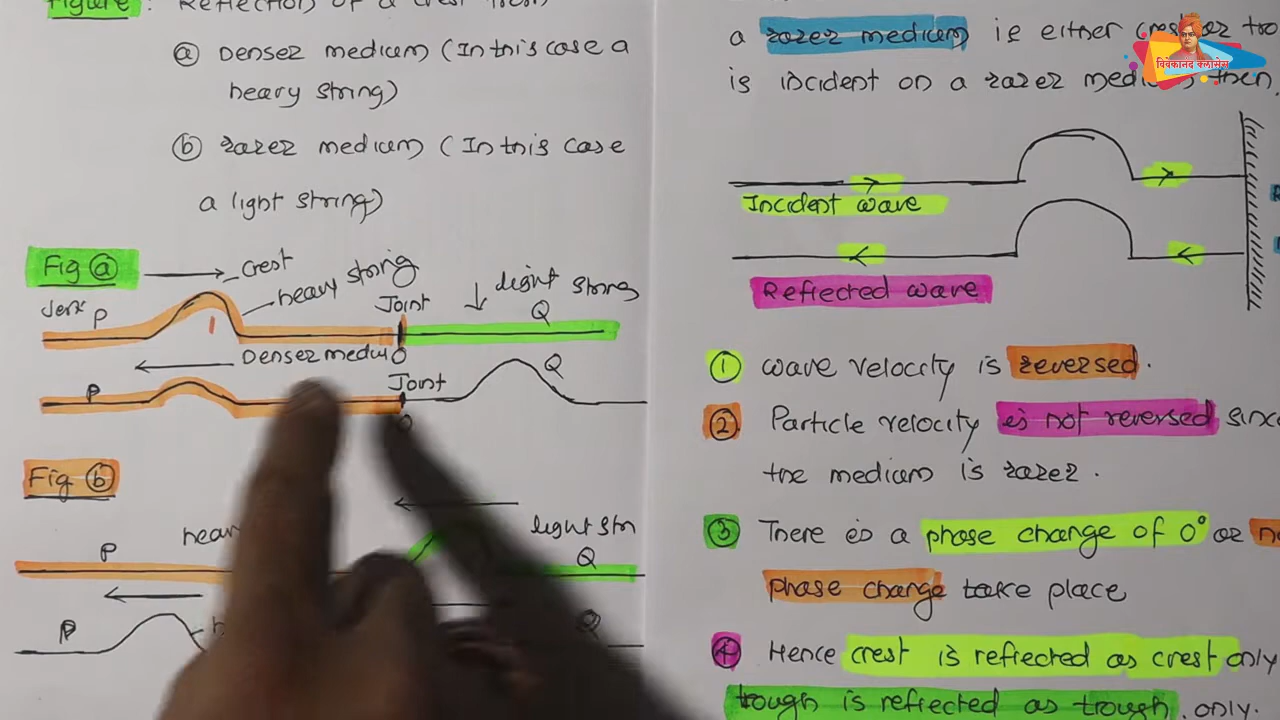 Figure : Reflection of a crest from
ⓐ Denser medium (In this case a
heavy string)
ⓑ rarer medium (In this case
a light string)
Fig ⓐ
crest
heavy string
Jerk P
Joint
light string
Q
Denser medium
O
P
Joint
Q
O
Fig ⓑ
P
heav
light strin
Q
P
Q
a rarer medium ie either crest or tro
is incident on a rarer medium then,
विवेकानंद क्लासेस
Incident wave
Reflected wave
① wave velocity is reversed.
② Particle velocity is not reversed since
the medium is rarer.
③ There is a phase change of 0° or no
phase change take place
④ Hence crest is reflected as crest only
trough is reflected as trough only.